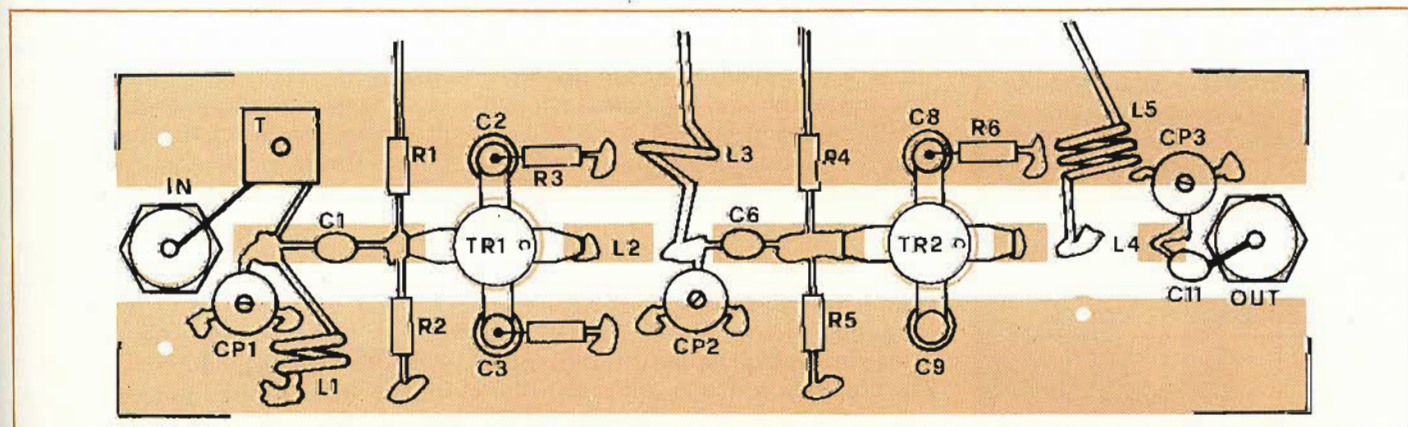 T
IN
C1
CP1
L1
R1
R2
C2
R3
TR1
C3
L2
L3
C6
CP2
R4
R5
C8
R6
TR2
C9
L5
CP3
L4
C11
OUT